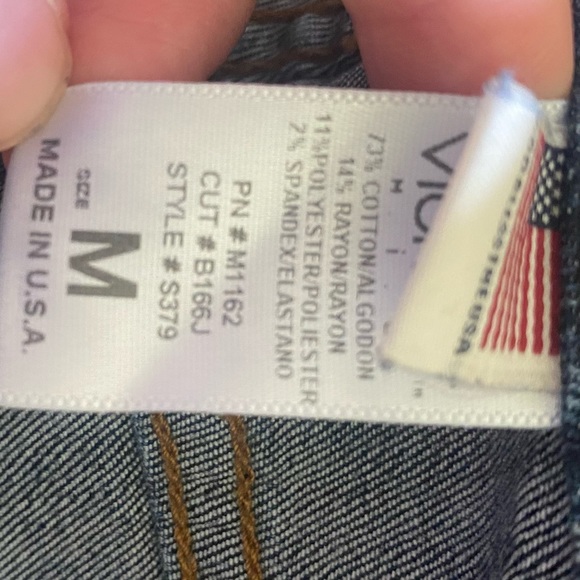 73% COTTON/ALGODON
14% RAYON/RAYON
11%POLYESTER/POLIESTER
2% SPANDEX/ELASTANO
PN # M1162
CUT # B166J
STYLE # S379
SIZE
M
MADE IN U.S.A.